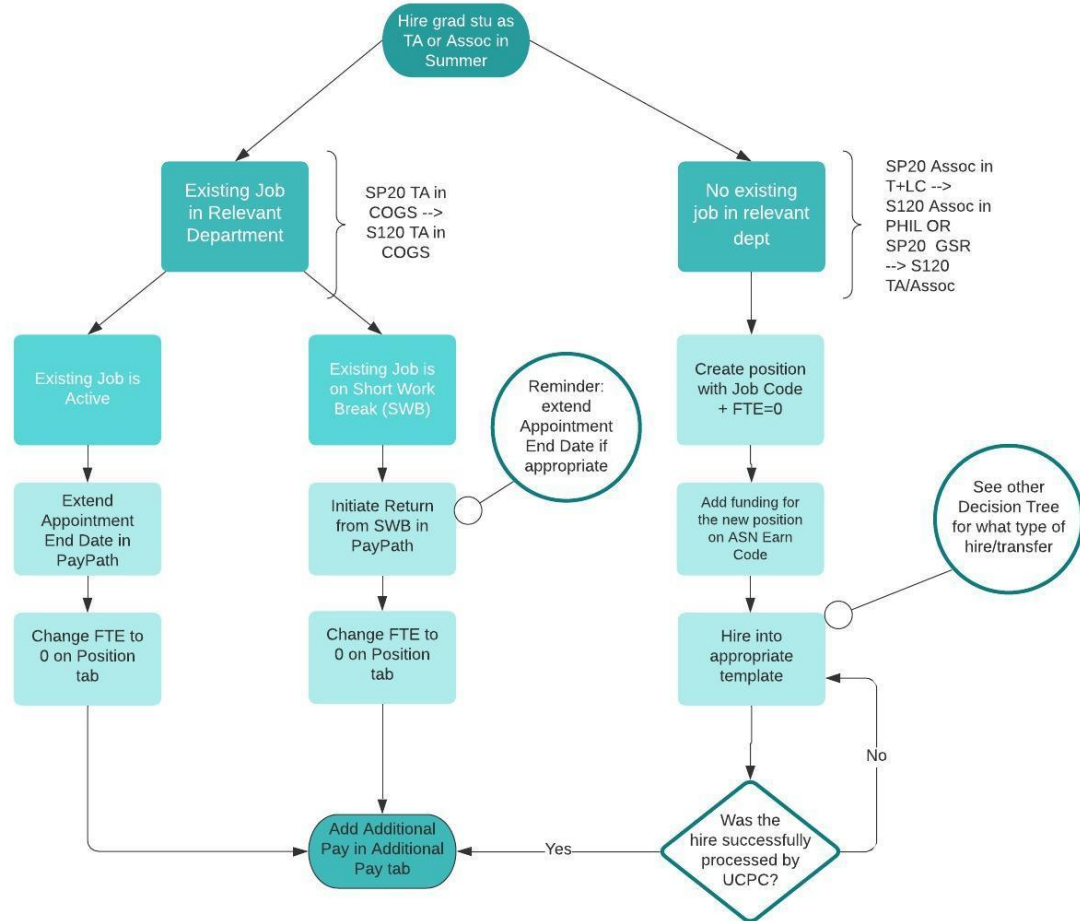 Hire grad stu as
TA or Assoc in
Summer
Existing Job
in Relevant
Department
SP20 TA in
COGS -->
S120 TA in
COGS
No existing
job in relevant
dept
SP20 Assoc in
T+LC -->
S120 Assoc in
PHIL OR
SP20 GSR
--> S120
TA/Assoc
Existing Job is
Active
Existing Job is
on Short Work
Break (SWB)
Reminder:
extend
Appointment
End Date if
appropriate
Create position
with Job Code
+ FTE=0
Extend
Appointment
End Date in
PayPath
Initiate Return
from SWB in
PayPath
Add funding for
the new position
on ASN Earn
Code
See other
Decision Tree
for what type of
hire/transfer
Change FTE to
0 on Position
tab
Change FTE to
0 on Position
tab
Hire into
appropriate
template
No
Add Additional
Pay in Additional
Pay tab
Yes
Was the
hire successfully
processed by
UCPC?